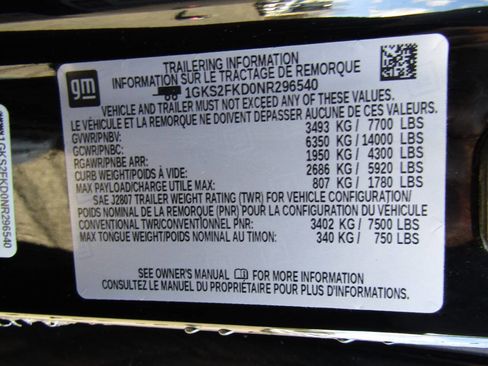 gm
TRAILERING INFORMATION
INFORMATION SUR LE TRACTAGE DE REMORQUE
1GKS2FKD0NR296540
VEHICLE AND TRAILER MUST NOT EXCEED ANY OF THESE WEIGHTS
LE VÉHICULE ET LA REMORQUE NE DOIVENT DÉPASSER AUCUNE DE CES VALEURS
GVWR/PNBV: 3493 KG / 7700 LBS
GCWR/PNBC: 6350 KG / 14000 LBS
RGAWR/PNBE ARR: 1950 KG / 4300 LBS
CURB WEIGHT/POIDS À VIDE: 2686 KG / 5920 LBS
MAX PAYLOAD/CHARGE UTILE MAX: 807 KG / 1780 LBS
SAE J2807 TRAILER WEIGHT RATING (TWR) FOR VEHICLE CONFIGURATION/
POIDS NOMINAL DE LA REMORQUE (PNR) POUR LA CONFIGURATION DU VÉHICULE
CONVENTIONAL TWR/CONVENTIONNEL PNR: 3402 KG / 7500 LBS
MAX TONGUE WEIGHT/POIDS NOMINAL AU TIMON: 340 KG / 750 LBS
SEE OWNER'S MANUAL FOR MORE INFORMATION
CONSULTEZ LE MANUEL DU PROPRIÉTAIRE POUR PLUS D'INFORMATION
1GKS2FKD0NR296540